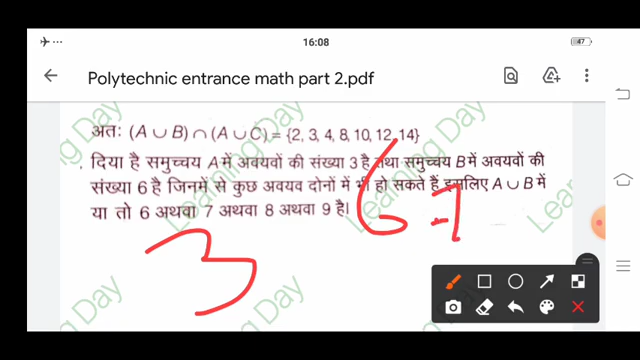 16:08
47
Polytechnic entrance math part 2.pdf
अतः (A ∪ B) ∩ (A ∪ C) = {2, 3, 4, 8, 10, 12, 14}
दिया है समुच्चय A में अवयवों की संख्या 3 है तथा समुच्चय B में अवयवों की
संख्या 6 है जिनमें से कुछ अवयव दोनों में भी हो सकते हैं इसलिए A ∪ B में
या तो 6 अथवा 7 अथवा 8 अथवा 9 है।
3 6
Learning Day